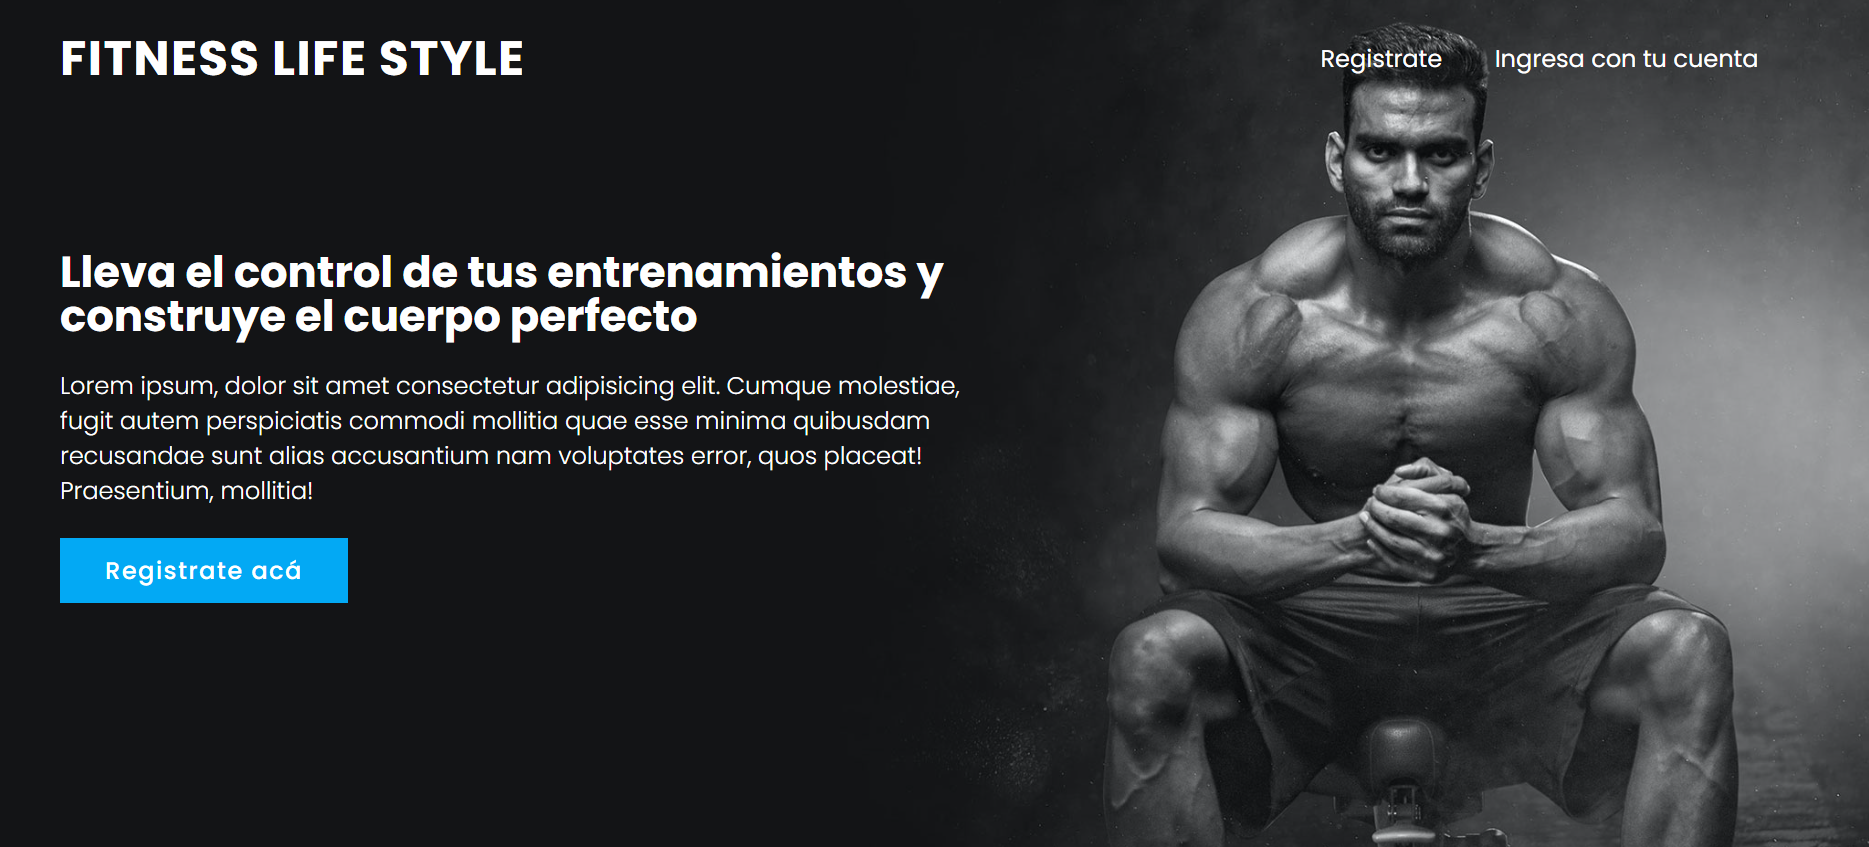 FITNESS LIFE STYLE
Registrate
Ingresa con tu cuenta
Lleva el control de tus entrenamientos y
construye el cuerpo perfecto
Lorem ipsum, dolor sit amet consectetur adipisicing elit. Cumque molestiae,
fugit autem perspiciatis commodi mollitia quae esse minima quibusdam
recusandae sunt alias accusantium nam voluptates error, quos placeat!
Praesentium, mollitia!
Registrate acá